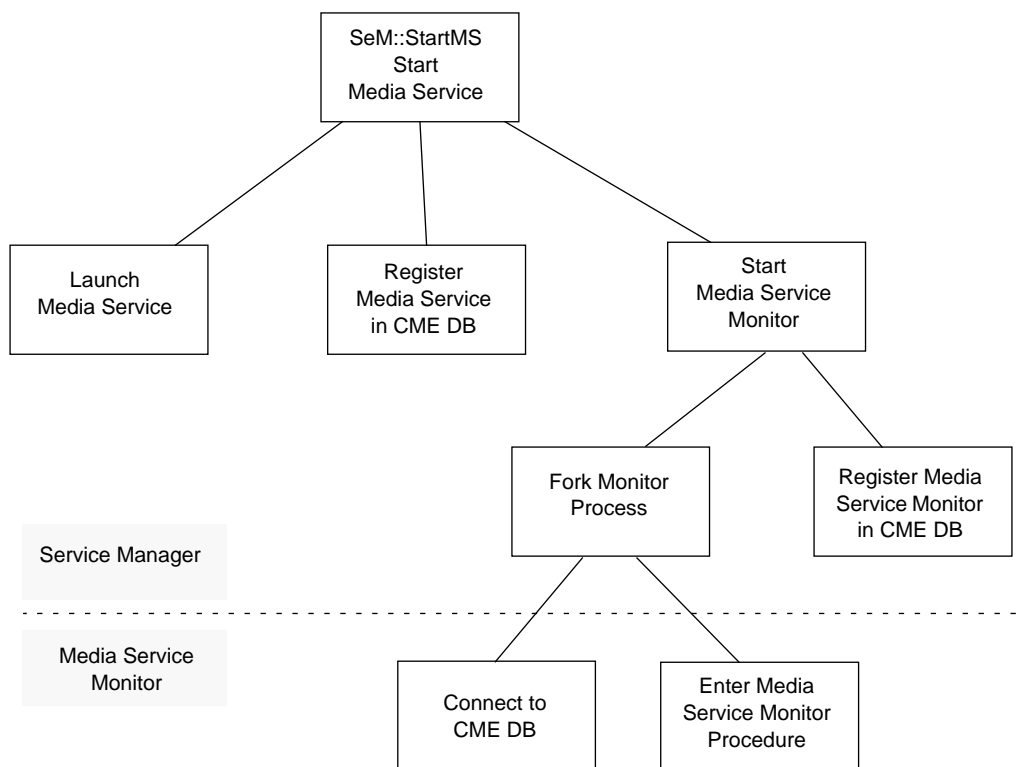 SeM::StartMS
Start
Media Service
Launch
Media Service
Register
Media Service
in CME DB
Start
Media Service
Monitor
Fork Monitor
Process
Register Media
Service Monitor
in CME DB
Service Manager
Media Service
Monitor
Connect to
CME DB
Enter Media
Service Monitor
Procedure